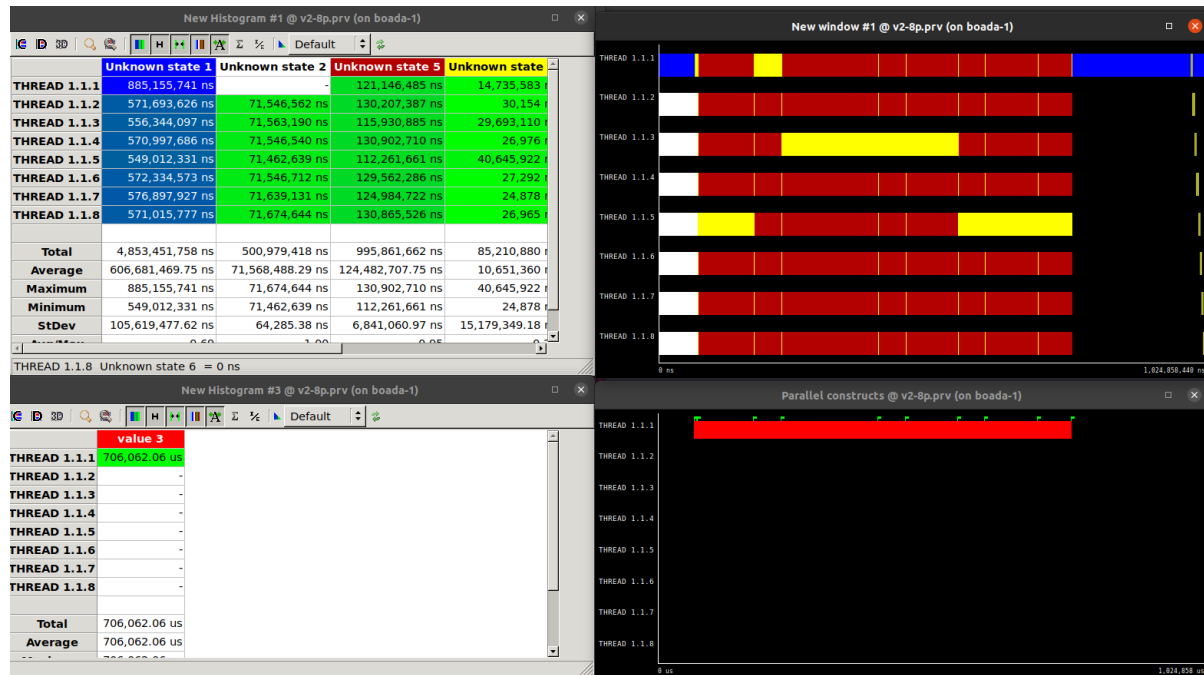 New Histogram #1 @ v2-8p.prv (on boada-1)
3D Σ ½ Default
Unknown state 1 Unknown state 2 Unknown state 5 Unknown state
THREAD 1.1.1 885,155,741 ns - 121,146,485 ns 14,735,583 n
THREAD 1.1.2 571,693,626 ns 71,546,562 ns 130,207,387 ns 30,154 n
THREAD 1.1.3 556,344,097 ns 71,563,190 ns 115,930,885 ns 29,693,110 n
THREAD 1.1.4 570,997,686 ns 71,546,540 ns 130,902,710 ns 26,976 n
THREAD 1.1.5 549,012,331 ns 71,462,639 ns 112,261,661 ns 40,645,922 n
THREAD 1.1.6 572,334,573 ns 71,546,712 ns 129,562,286 ns 27,292 n
THREAD 1.1.7 576,897,927 ns 71,639,131 ns 124,984,722 ns 24,878 n
THREAD 1.1.8 571,015,777 ns 71,674,644 ns 130,865,526 ns 26,965 n
Total 4,853,451,758 ns 500,979,418 ns 995,861,662 ns 85,210,880 n
Average 606,681,469.75 ns 71,568,488.29 ns 124,482,707.75 ns 10,651,360 n
Maximum 885,155,741 ns 71,674,644 ns 130,902,710 ns 40,645,922 n
Minimum 549,012,331 ns 71,462,639 ns 112,261,661 ns 24,878 n
StDev 105,619,477.62 ns 64,285.38 ns 6,841,060.97 ns 15,179,349.18 n
THREAD 1.1.8 Unknown state 6 = 0 ns
New window #1 @ v2-8p.prv (on boada-1)
THREAD 1.1.1
THREAD 1.1.2
THREAD 1.1.3
THREAD 1.1.4
THREAD 1.1.5
THREAD 1.1.6
THREAD 1.1.7
THREAD 1.1.8
0 ns 1,024,858,440 ns
New Histogram #3 @ v2-8p.prv (on boada-1)
3D Σ ½ Default
value 3
THREAD 1.1.1 706,062.06 us
THREAD 1.1.2 -
THREAD 1.1.3 -
THREAD 1.1.4 -
THREAD 1.1.5 -
THREAD 1.1.6 -
THREAD 1.1.7 -
THREAD 1.1.8 -
Total 706,062.06 us
Average 706,062.06 us
Parallel constructs @ v2-8p.prv (on boada-1)
THREAD 1.1.1
THREAD 1.1.2
THREAD 1.1.3
THREAD 1.1.4
THREAD 1.1.5
THREAD 1.1.6
THREAD 1.1.7
THREAD 1.1.8
0 us 1,024,858 us